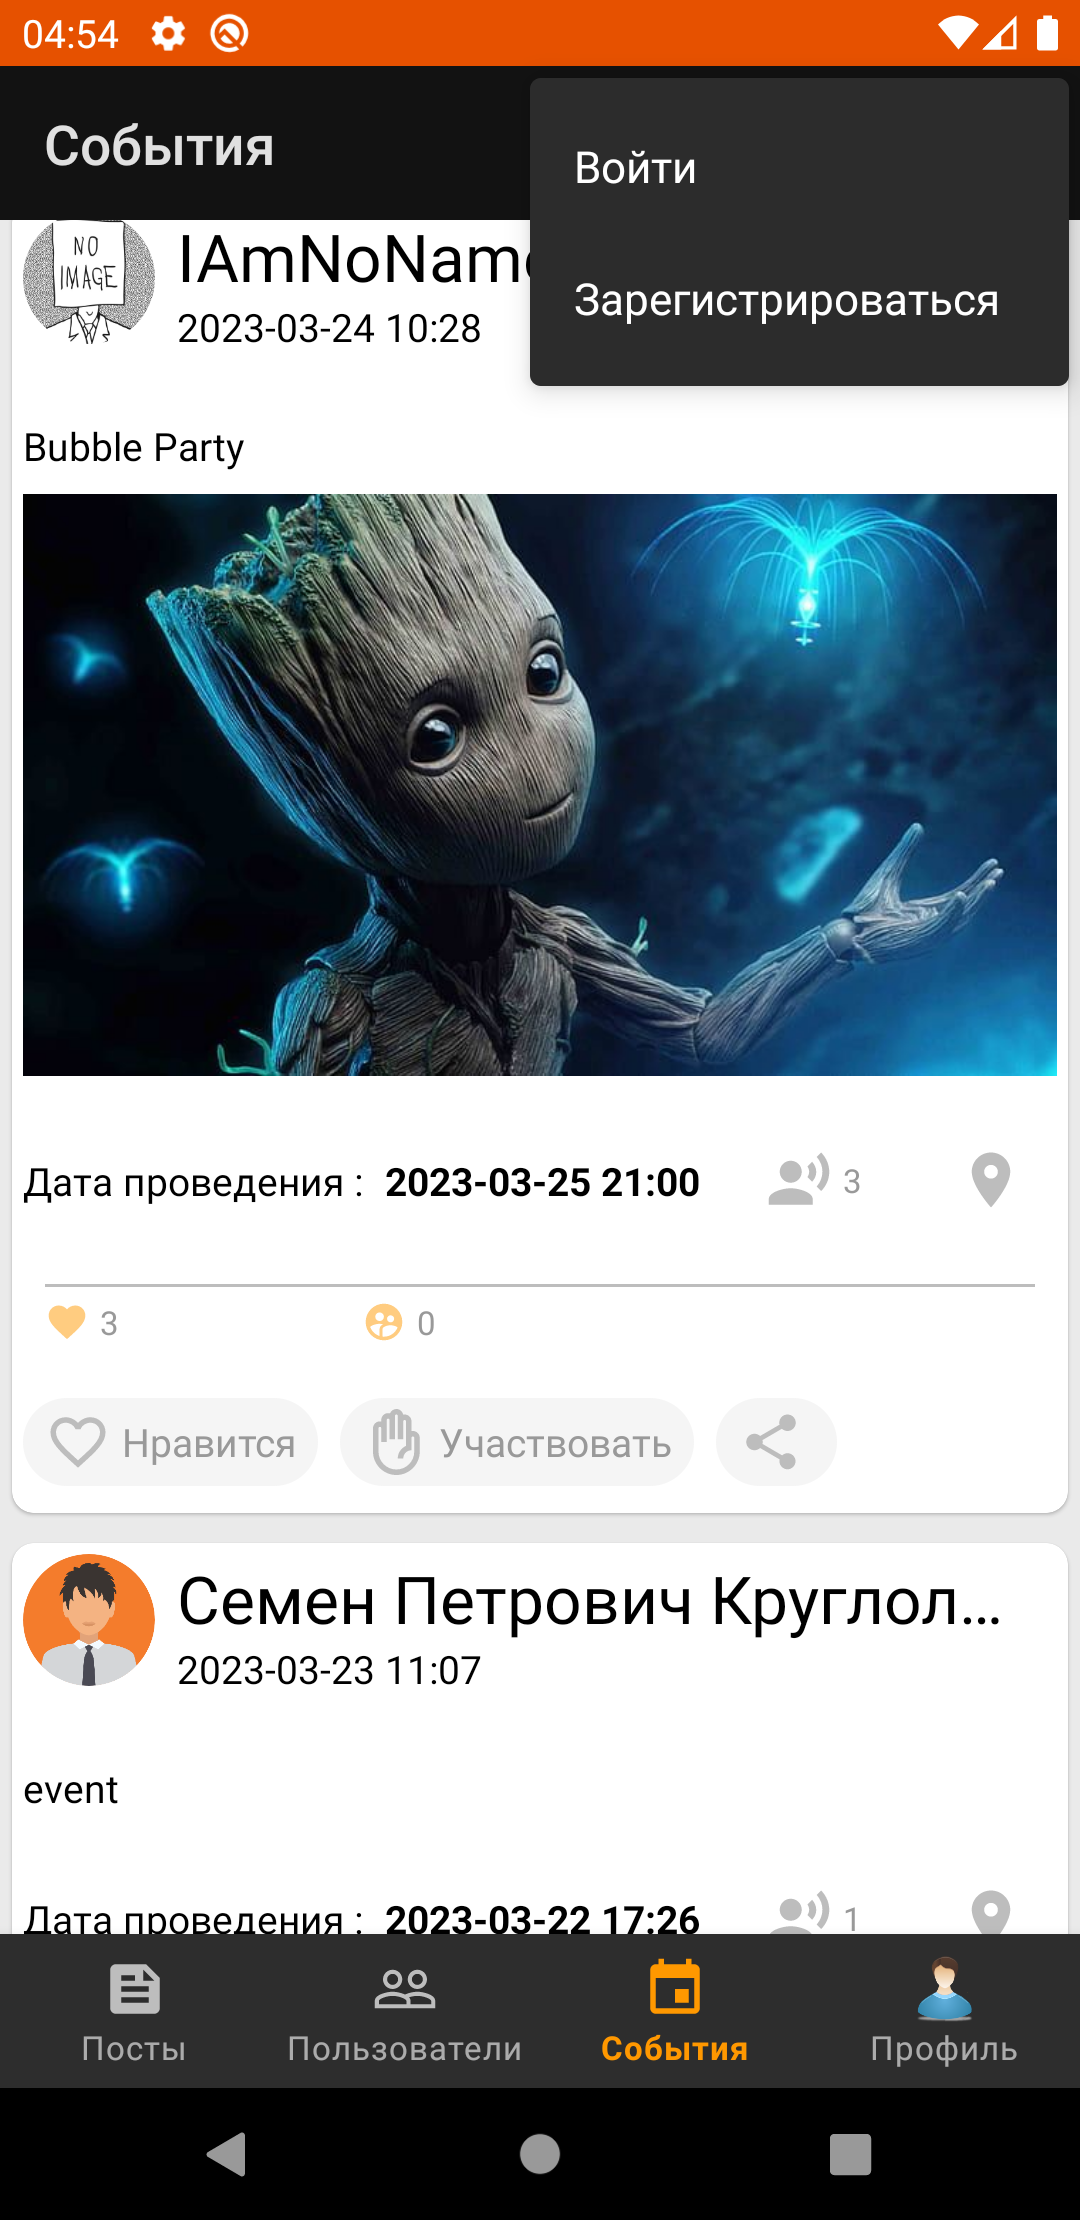 04:54
События
Войти
Зарегистрироваться
NO
IMAGE
IAmNoName
2023-03-24 10:28
Bubble Party
Дата проведения : 2023-03-25 21:00 3
3 0
Нравится Участвовать
Семен Петрович Круглол...
2023-03-23 11:07
event
Дата проведения : 2023-03-22 17:26 1
Посты Пользователи События Профиль